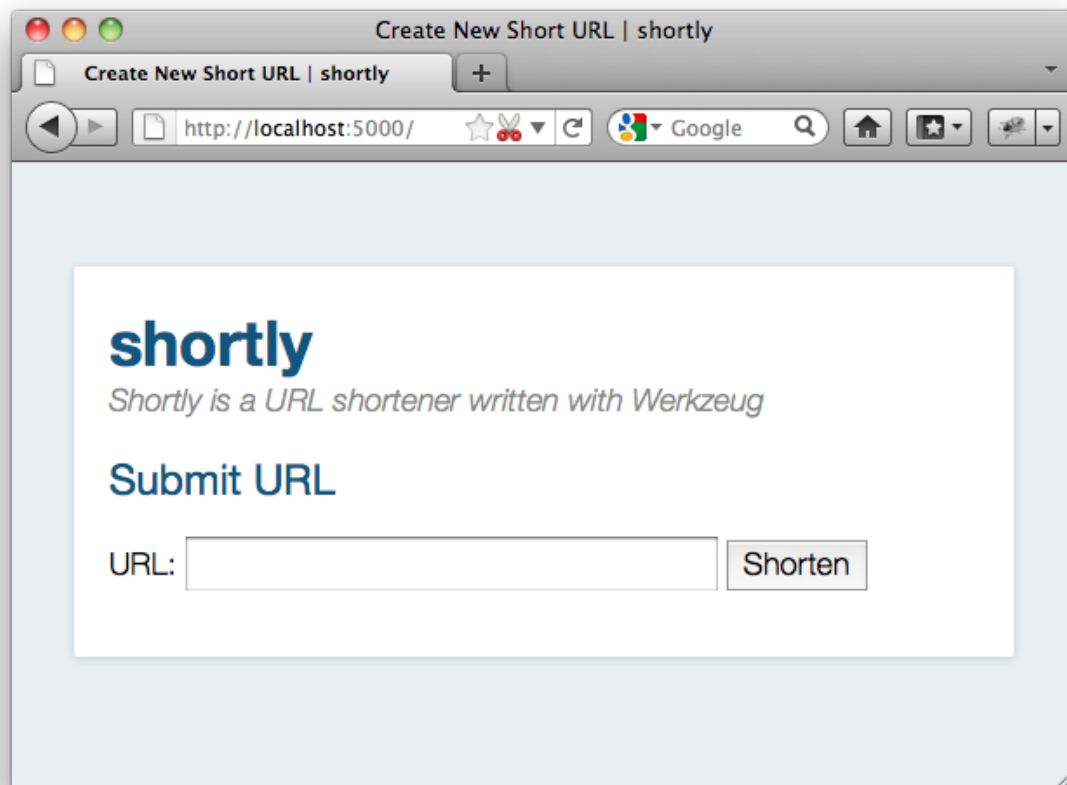 Create New Short URL | shortly
Create New Short URL | shortly
http://localhost:5000/ Google
shortly
Shortly is a URL shortener written with Werkzeug
Submit URL
URL: Shorten